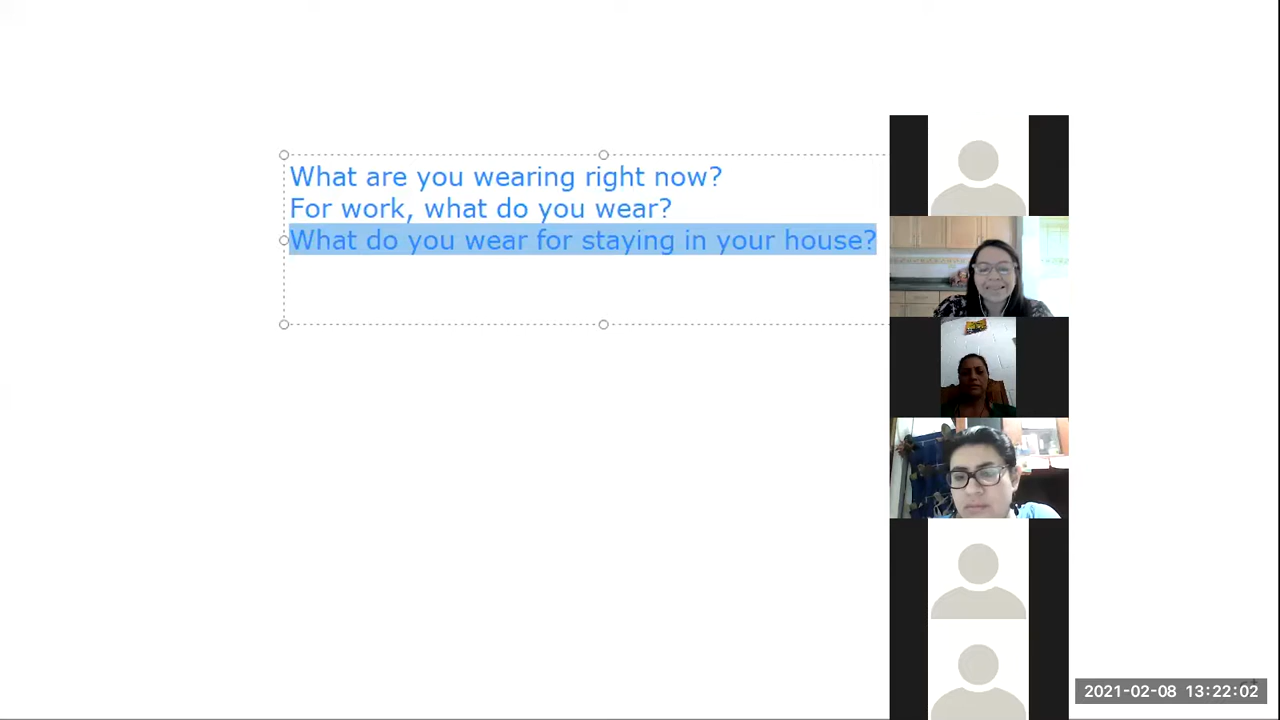 What are you wearing right now?
For work, what do you wear?
What do you wear for staying in your house?
2021-02-08 13:22:02